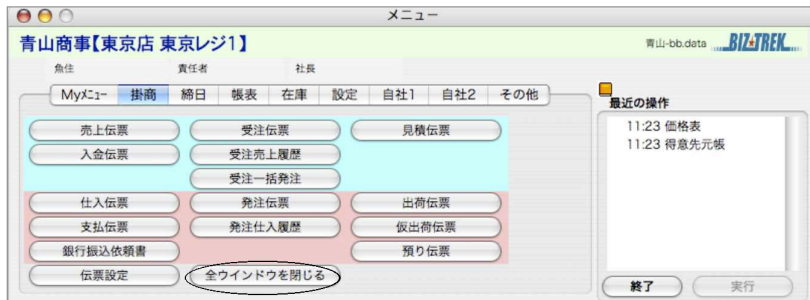 メニュー
青山商事【東京店 東京レジ1】
青山-bb.data BIZ★TREK
魚住 責任者 社長
Myメニュー 掛商 締日 帳表 在庫 設定 自社1 自社2 その他
売上伝票 受注伝票 見積伝票
入金伝票 受注売上履歴
受注一括発注
仕入伝票 発注伝票 出荷伝票
支払伝票 発注仕入履歴 仮出荷伝票
銀行振込依頼書 預り伝票
伝票設定 全ウインドウを閉じる
最近の操作
11:23 価格表
11:23 得意先元帳
終了 実行